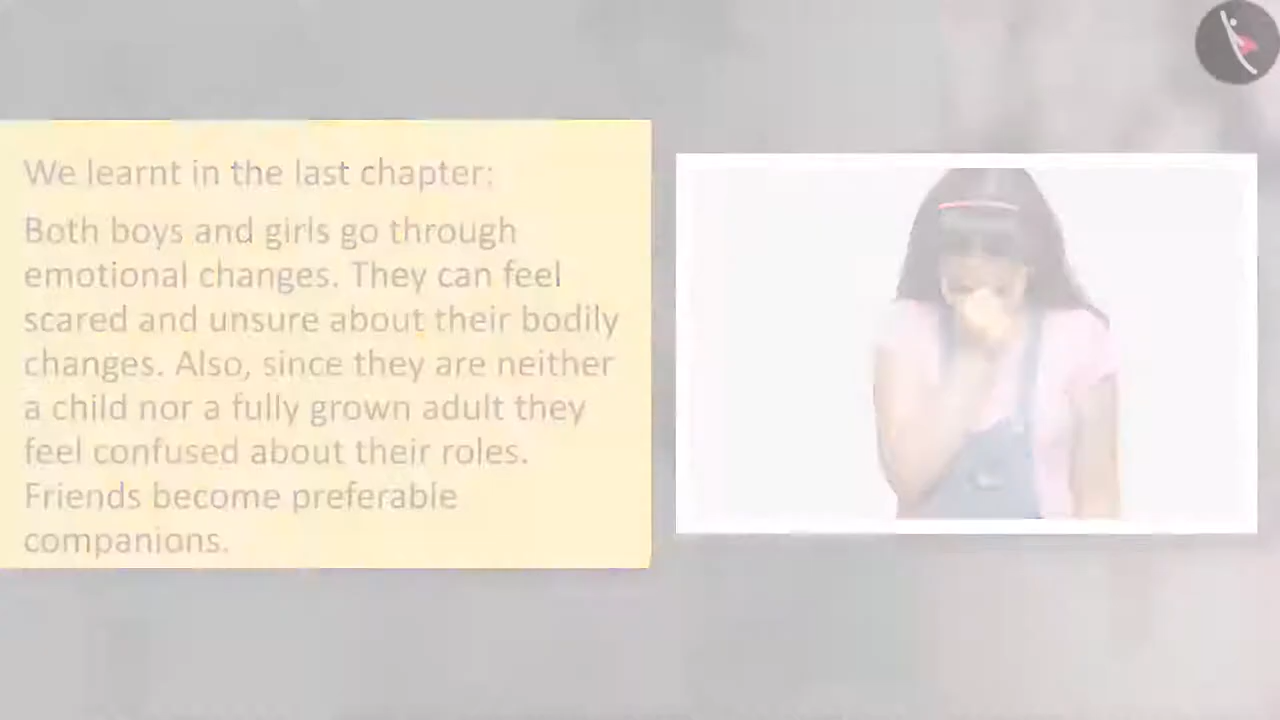 We learnt in the last chapter:
Both boys and girls go through
emotional changes. They can feel
scared and unsure about their bodily
changes. Also, since they are neither
a child nor a fully grown adult they
feel confused about their roles.
Friends become preferable
companions.